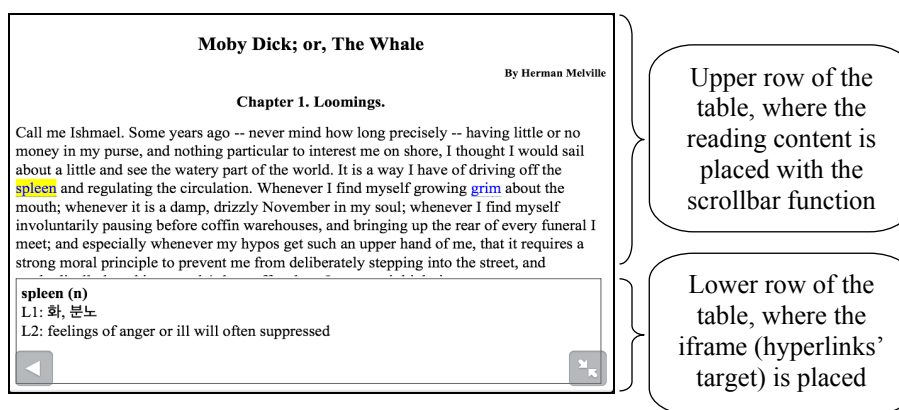 Moby Dick; or, The Whale
By Herman Melville
Chapter 1. Loomings.
Call me Ishmael. Some years ago -- never mind how long precisely -- having little or no
money in my purse, and nothing particular to interest me on shore, I thought I would sail
about a little and see the watery part of the world. It is a way I have of driving off the
spleen and regulating the circulation. Whenever I find myself growing grim about the
mouth; whenever it is a damp, drizzly November in my soul; whenever I find myself
involuntarily pausing before coffin warehouses, and bringing up the rear of every funeral I
meet; and especially whenever my hypos get such an upper hand of me, that it requires a
strong moral principle to prevent me from deliberately stepping into the street, and
spleen (n)
L1: 화, 분노
L2: feelings of anger or ill will often suppressed
Upper row of the
table, where the
reading content is
placed with the
scrollbar function
Lower row of the
table, where the
iframe (hyperlinks’
target) is placed